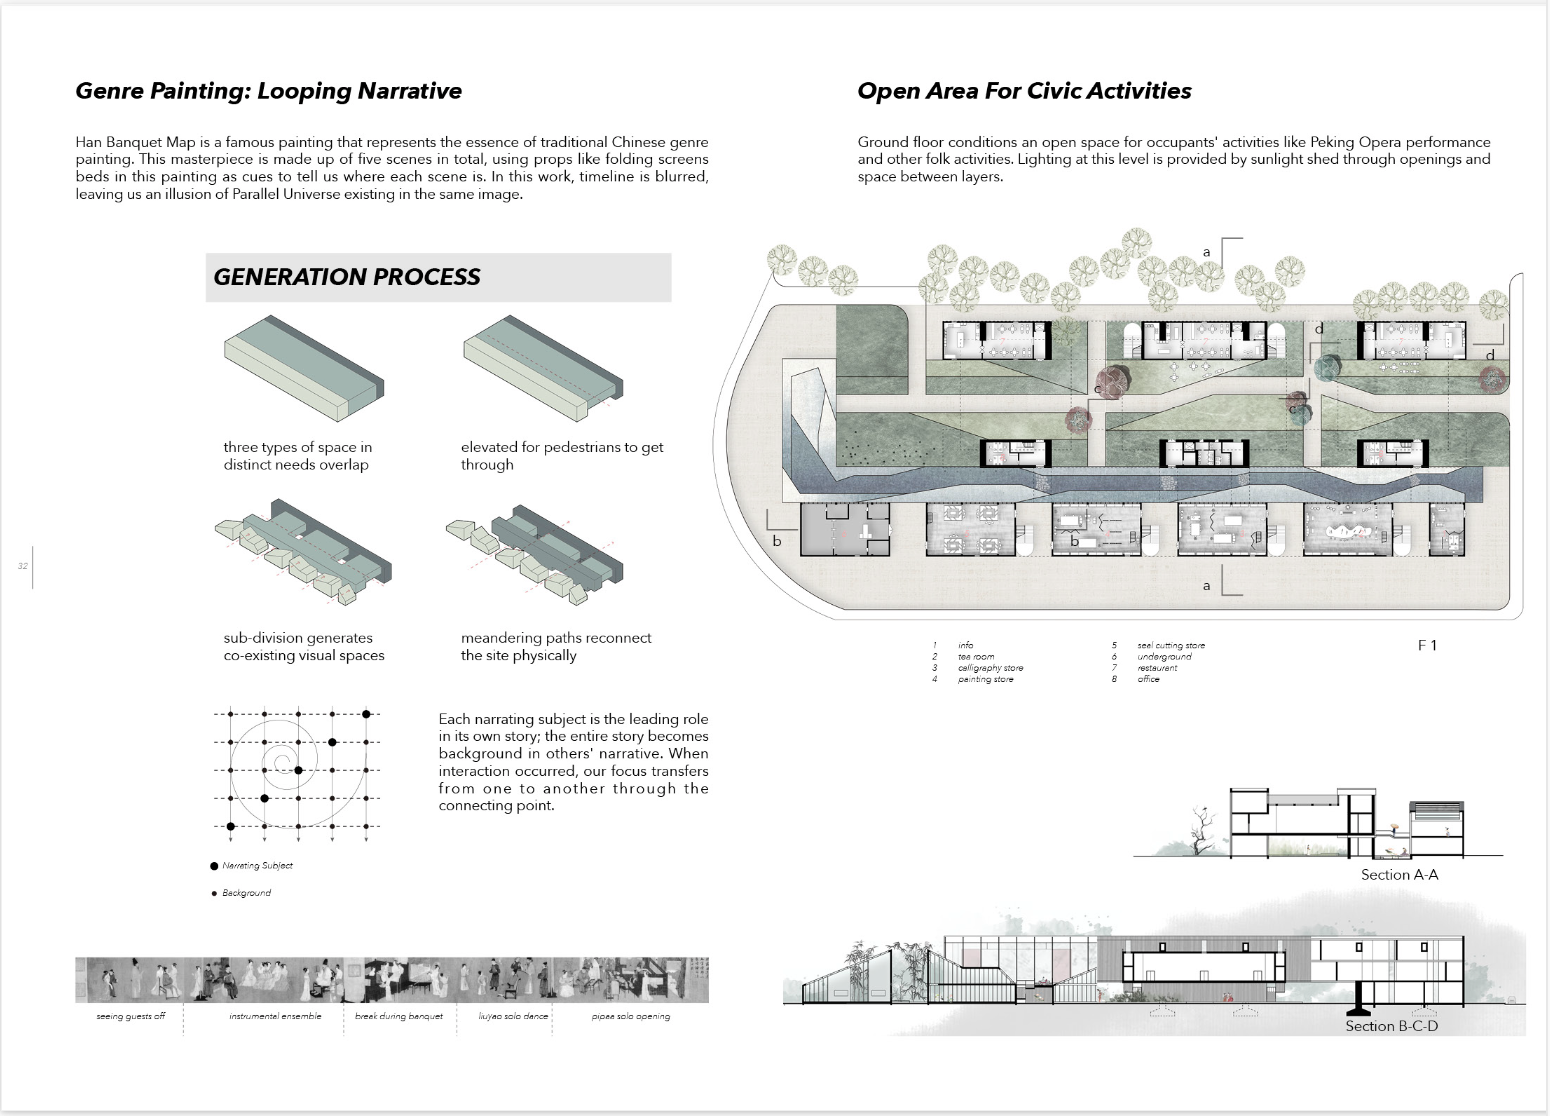 Genre Painting: Looping Narrative
Han Banquet Map is a famous painting that represents the essence of traditional Chinese genre
painting. This masterpiece is made up of five scenes in total, using props like folding screens
beds in this painting as cues to tell us where each scene is. In this work, timeline is blurred,
leaving us an illusion of Parallel Universe existing in the same image.
GENERATION PROCESS
three types of space in
distinct needs overlap
elevated for pedestrians to get
through
sub-division generates
co-existing visual spaces
meandering paths reconnect
the site physically
Each narrating subject is the leading role
in its own story; the entire story becomes
background in others' narrative. When
interaction occurred, our focus transfers
from one to another through the
connecting point.
Narrating Subject
Background
seeing guests off
instrumental ensemble
break during banquet
liuyao solo dance
pipaa solo opening
32
Open Area For Civic Activities
Ground floor conditions an open space for occupants' activities like Peking Opera performance
and other folk activities. Lighting at this level is provided by sunlight shed through openings and
space between layers.
a
d
d
c
c
b
b
a
1 info
2 tea room
3 calligraphy store
4 painting store
5 seal cutting store
6 underground
7 restaurant
8 office
F 1
Section A-A
Section B-C-D